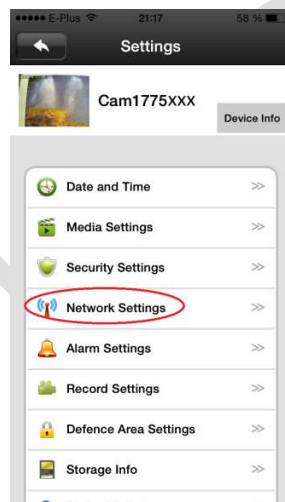 E-Plus 21:17 58 %
Settings
Cam1775XXX
Device Info
Date and Time
Media Settings
Security Settings
Network Settings
Alarm Settings
Record Settings
Defence Area Settings
Storage Info